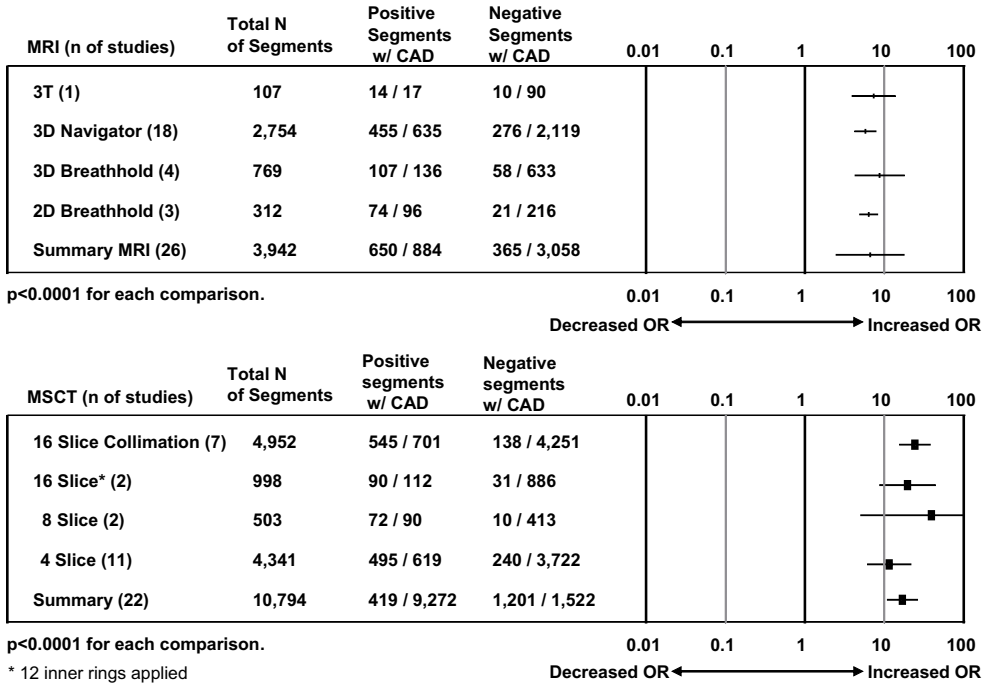 MRI (n of studies) Total N of Segments Positive Segments w/ CAD Negative Segments w/ CAD 0.01 0.1 1 10 100
3T (1) 107 14 / 17 10 / 90
3D Navigator (18) 2,754 455 / 635 276 / 2,119
3D Breathhold (4) 769 107 / 136 58 / 633
2D Breathhold (3) 312 74 / 96 21 / 216
Summary MRI (26) 3,942 650 / 884 365 / 3,058
p<0.0001 for each comparison. 0.01 0.1 1 10 100
Decreased OR Increased OR
MSCT (n of studies) Total N of Segments Positive segments w/ CAD Negative segments w/ CAD 0.01 0.1 1 10 100
16 Slice Collimation (7) 4,952 545 / 701 138 / 4,251
16 Slice* (2) 998 90 / 112 31 / 886
8 Slice (2) 503 72 / 90 10 / 413
4 Slice (11) 4,341 495 / 619 240 / 3,722
Summary (22) 10,794 419 / 9,272 1,201 / 1,522
p<0.0001 for each comparison. 0.01 0.1 1 10 100
* 12 inner rings applied Decreased OR Increased OR